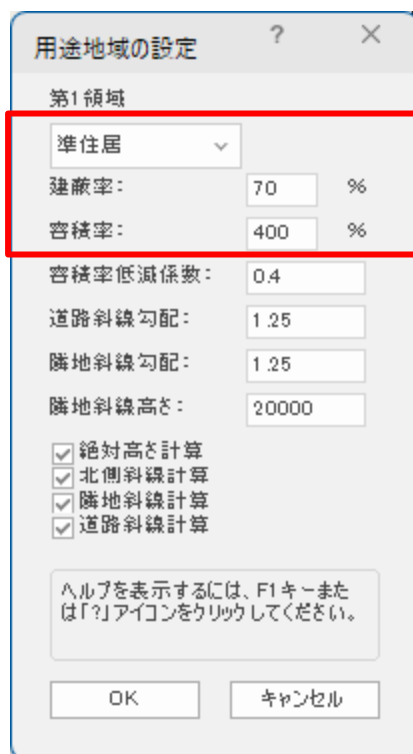 用途地域の設定 ? ×
第1領域
準住居
建蔽率: 70 %
容積率: 400 %
容積率低減係数: 0.4
道路斜線勾配: 1.25
隣地斜線勾配: 1.25
隣地斜線高さ: 20000
絶対高さ計算
北側斜線計算
隣地斜線計算
道路斜線計算
ヘルプを表示するには、F1キーまた
は「?」アイコンをクリックしてください。
OK キャンセル